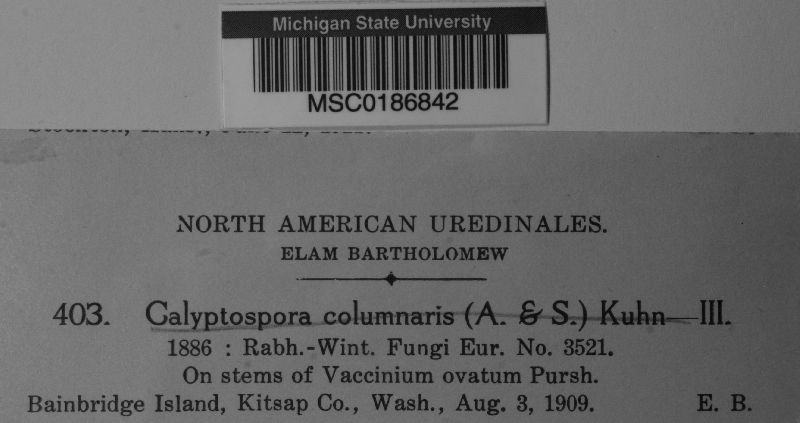 Michigan State University
MSC0186842
NORTH AMERICAN UREDINALES.
ELAM BARTHOLOMEW
403. Calyptospora columnaris (A. & S.) Kuhn—III.
1886 : Rabh.-Wint. Fungi Eur. No. 3521.
On stems of Vaccinium ovatum Pursh.
Bainbridge Island, Kitsap Co., Wash., Aug. 3, 1909. E. B.